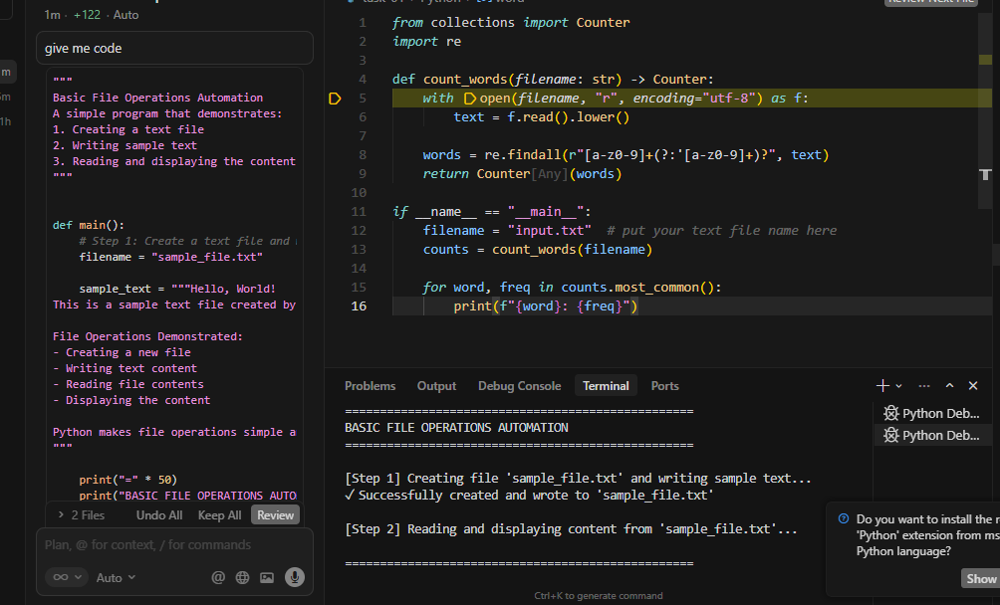 1m · +122 · Auto
give me code
"""
Basic File Operations Automation
A simple program that demonstrates:
1. Creating a text file
2. Writing sample text
3. Reading and displaying the content
"""
def main():
# Step 1: Create a text file and
filename = "sample_file.txt"
sample_text = """Hello, World!
This is a sample text file created by
File Operations Demonstrated:
- Creating a new file
- Writing text content
- Reading file contents
- Displaying the content
Python makes file operations simple a
"""
print("=" * 50)
print("BASIC FILE OPERATIONS AUTO
> 2 Files Undo All Keep All Review
Plan, @ for context, / for commands
∞ Auto @
m
5m
1h
Review Next File
1 from collections import Counter
2 import re
3
4 def count_words(filename: str) -> Counter:
5 with open(filename, "r", encoding="utf-8") as f:
6 text = f.read().lower()
7
8 words = re.findall(r"[a-z0-9]+(?:'[a-z0-9]+)?", text)
9 return Counter[Any](words)
10
11 if __name__ == "__main__":
12 filename = "input.txt" # put your text file name here
13 counts = count_words(filename)
14
15 for word, freq in counts.most_common():
16 print(f"{word}: {freq}")
Problems Output Debug Console Terminal Ports
==================================================
BASIC FILE OPERATIONS AUTOMATION
==================================================
[Step 1] Creating file 'sample_file.txt' and writing sample text...
✓ Successfully created and wrote to 'sample_file.txt'
[Step 2] Reading and displaying content from 'sample_file.txt'...
==================================================
Ctrl+K to generate command
Python Deb...
Python Deb...
Do you want to install the r
'Python' extension from ms
Python language?
Show